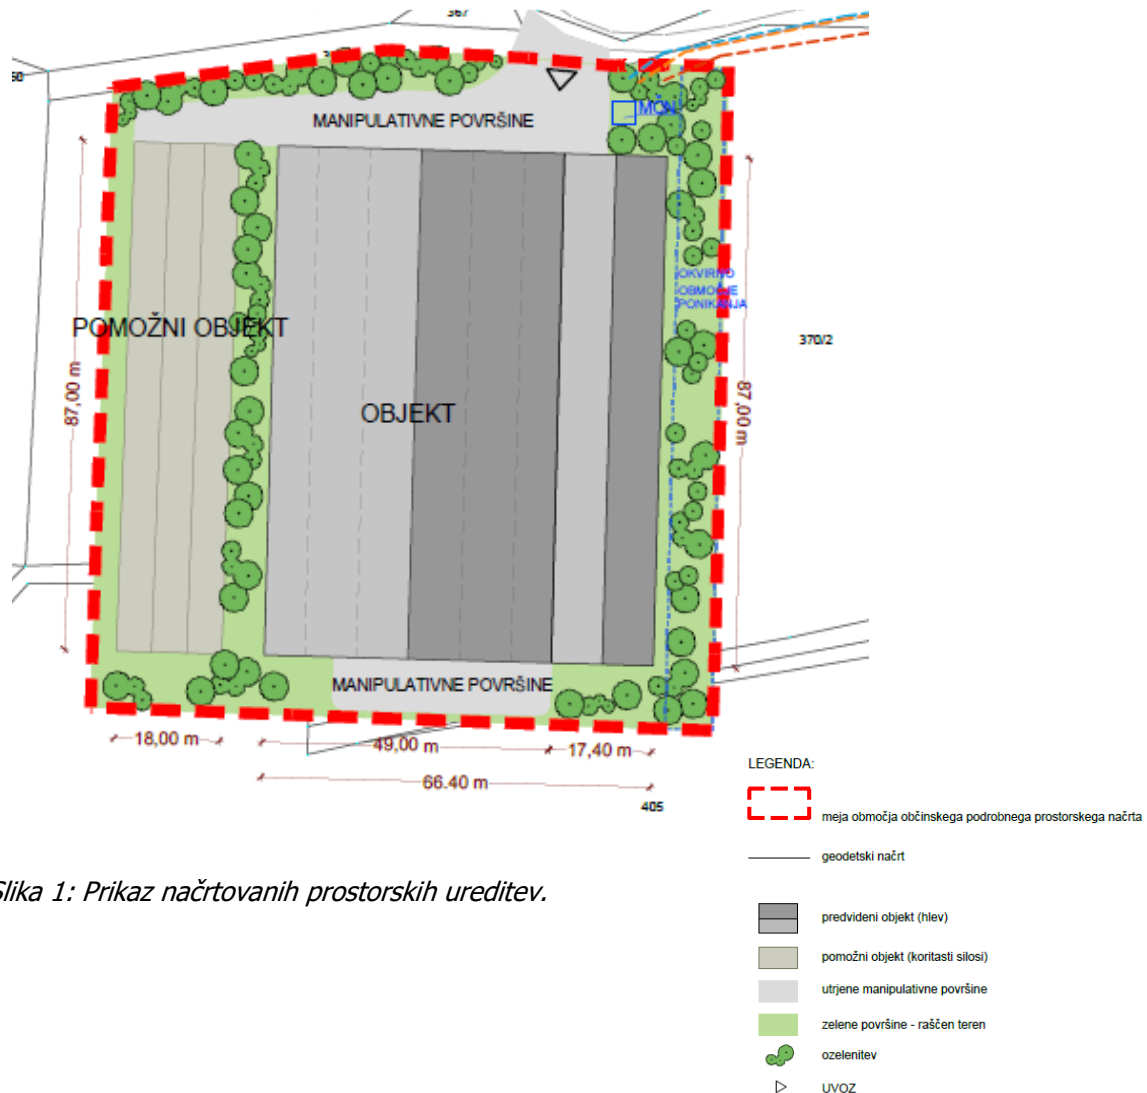 367
MANIPULATIVNE POVRŠINE
MČN
OKVIRNO
OBMOČJE
PONIKANJA
POMOŽNI OBJEKT
370/2
87,00 m
OBJEKT
87,00 m
MANIPULATIVNE POVRŠINE
18,00 m
49,00 m
17,40 m
66.40 m
405
LEGENDA:
meja območja občinskega podrobnega prostorskega načrta
geodetski načrt
Slika 1: Prikaz načrtovanih prostorskih ureditev.
predvideni objekt (hlev)
pomožni objekt (koritasti silosi)
utrjene manipulativne površine
zelene površine - raščen teren
ozelenitev
UVOZ